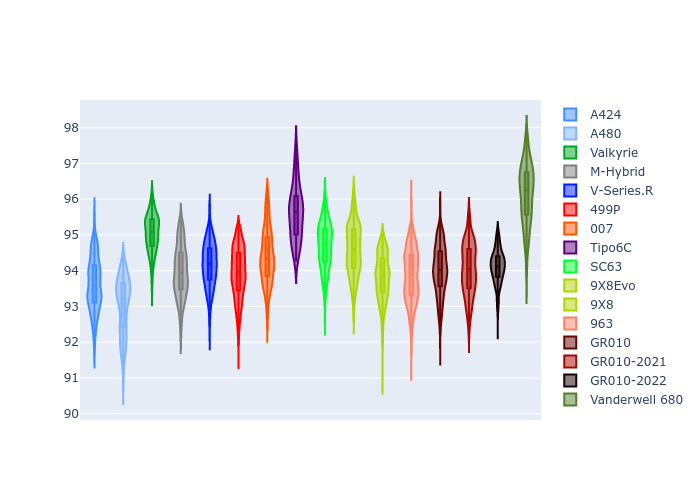 98
97
96
95
94
93
92
91
90
A424
A480
Valkyrie
M-Hybrid
V-Series.R
499P
007
Tipo6C
SC63
9X8Evo
9X8
963
GR010
GR010-2021
GR010-2022
Vanderwell 680